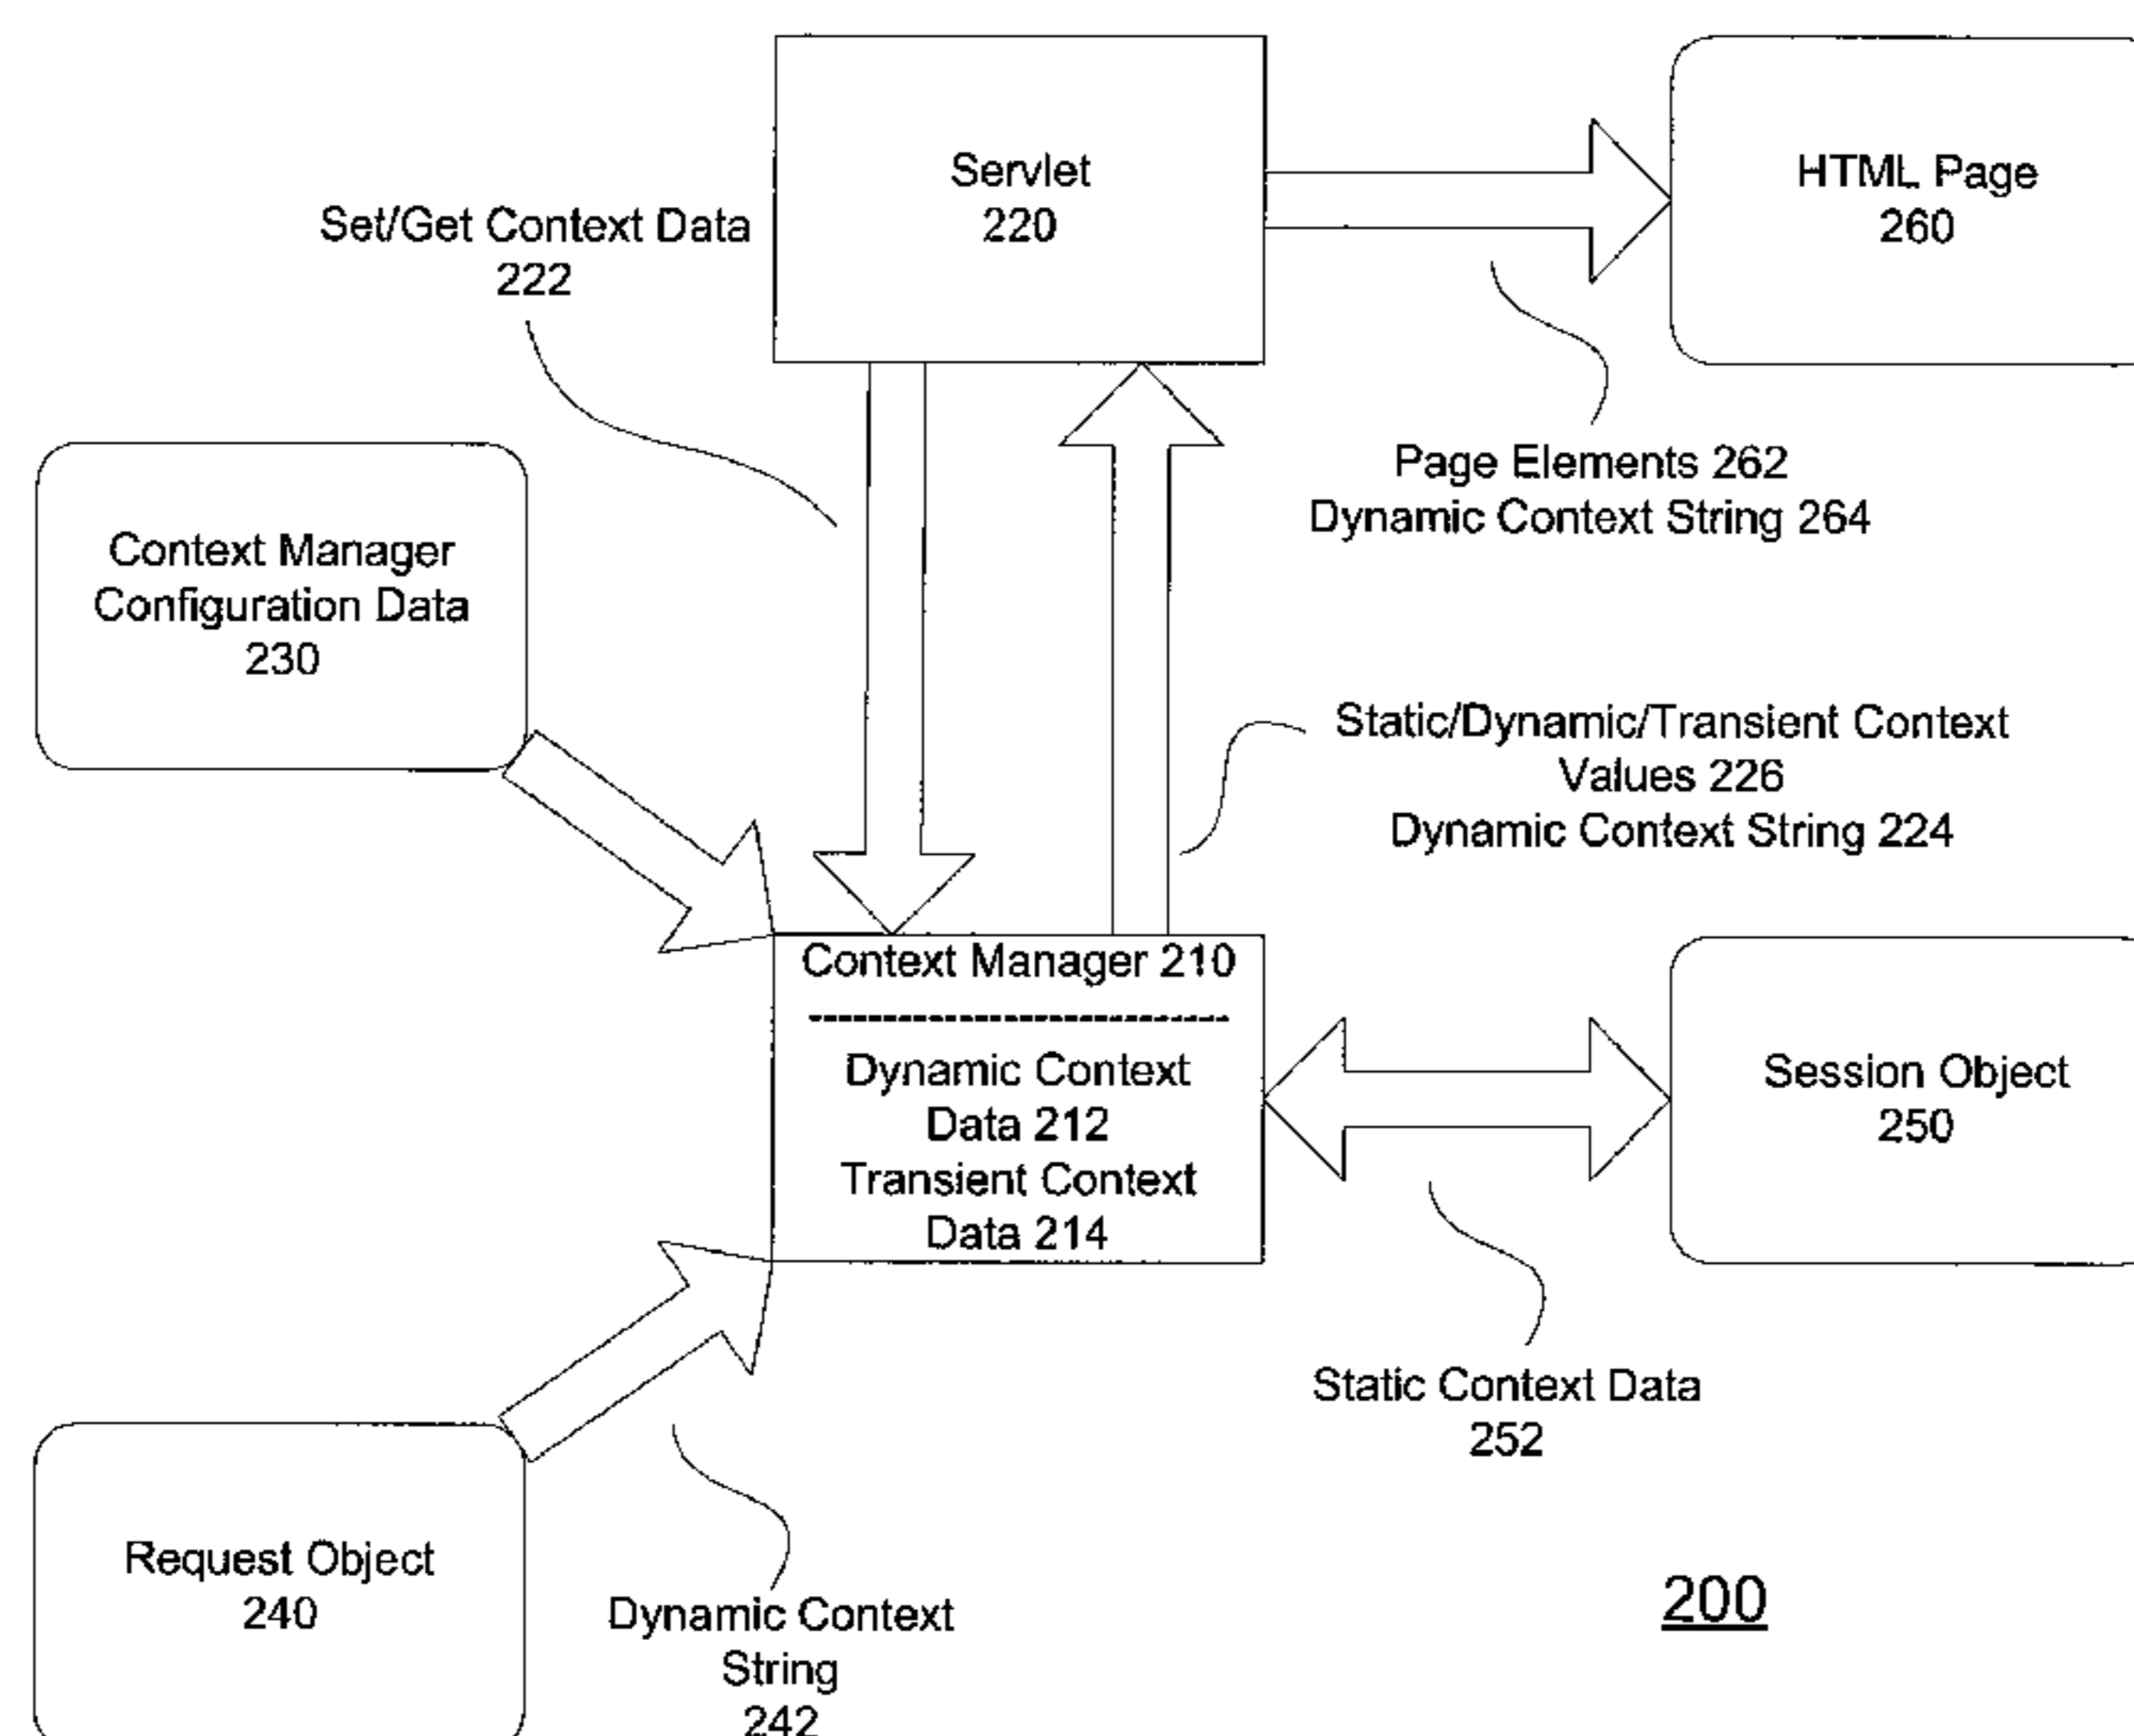 Servlet
220
HTML Page
260
Set/Get Context Data
222
Page Elements 262
Dynamic Context String 264
Context Manager
Configuration Data
230
Static/Dynamic/Transient Context
Values 226
Dynamic Context String 224
Context Manager 210
---------------------------
Dynamic Context
Data 212
Transient Context
Data 214
Session Object
250
Static Context Data
252
Request Object
240
Dynamic Context
String
242
200